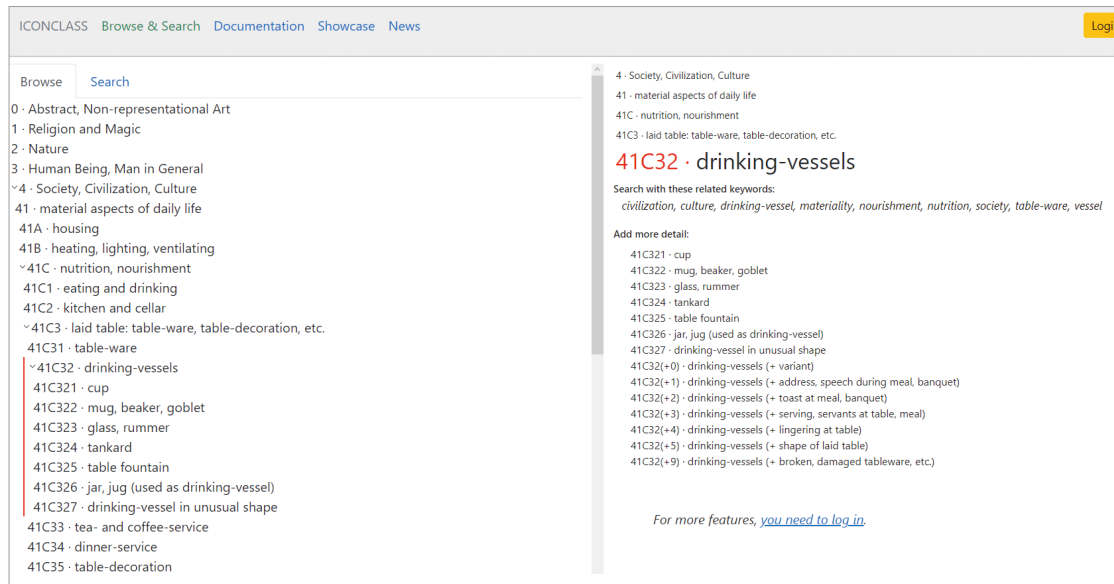 ICONCLASS Browse & Search Documentation Showcase News
Logi
Browse Search
0 · Abstract, Non-representational Art
1 · Religion and Magic
2 · Nature
3 · Human Being, Man in General
4 · Society, Civilization, Culture
41 · material aspects of daily life
41A · housing
41B · heating, lighting, ventilating
41C · nutrition, nourishment
41C1 · eating and drinking
41C2 · kitchen and cellar
41C3 · laid table: table-ware, table-decoration, etc.
41C31 · table-ware
41C32 · drinking-vessels
41C321 · cup
41C322 · mug, beaker, goblet
41C323 · glass, rummer
41C324 · tankard
41C325 · table fountain
41C326 · jar, jug (used as drinking-vessel)
41C327 · drinking-vessel in unusual shape
41C33 · tea- and coffee-service
41C34 · dinner-service
41C35 · table-decoration
4 · Society, Civilization, Culture
41 · material aspects of daily life
41C · nutrition, nourishment
41C3 · laid table: table-ware, table-decoration, etc.
41C32 · drinking-vessels
Search with these related keywords:
civilization, culture, drinking-vessel, materiality, nourishment, nutrition, society, table-ware, vessel
Add more detail:
41C321 · cup
41C322 · mug, beaker, goblet
41C323 · glass, rummer
41C324 · tankard
41C325 · table fountain
41C326 · jar, jug (used as drinking-vessel)
41C327 · drinking-vessel in unusual shape
41C32(+0) · drinking-vessels (+ variant)
41C32(+1) · drinking-vessels (+ address, speech during meal, banquet)
41C32(+2) · drinking-vessels (+ toast at meal, banquet)
41C32(+3) · drinking-vessels (+ serving, servants at table, meal)
41C32(+4) · drinking-vessels (+ lingering at table)
41C32(+5) · drinking-vessels (+ shape of laid table)
41C32(+9) · drinking-vessels (+ broken, damaged tableware, etc.)
For more features, you need to log in.